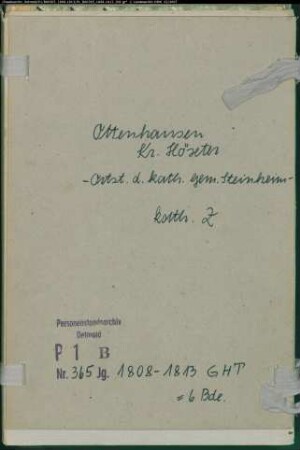 Ottenhausen
Kr. Höxter
- Ortst. d. kath. Gem. Steinheim -
kath. Z
Personenstandsarchiv
Detmold
P 1 B
Nr. 365 Jg. 1808-1813 GHT
= 6 Bde.